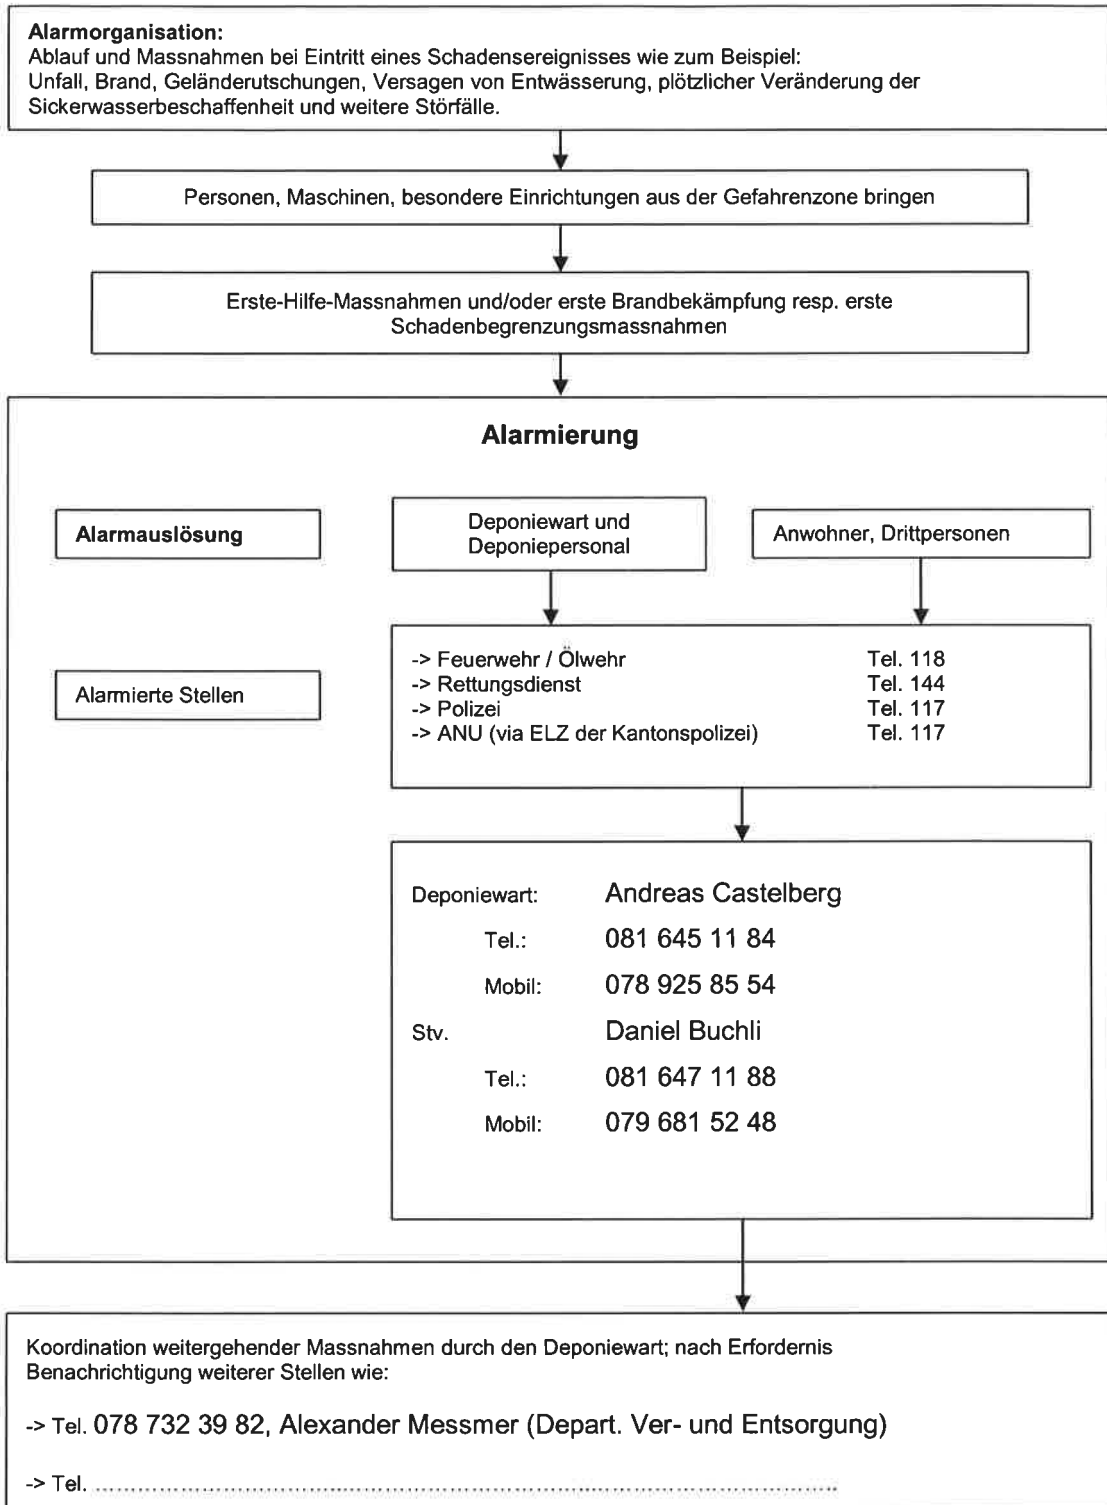 Alarmorganisation:
Ablauf und Massnahmen bei Eintritt eines Schadensereignisses wie zum Beispiel:
Unfall, Brand, Geländerutschungen, Versagen von Entwässerung, plötzlicher Veränderung der
Sickerwasserbeschaffenheit und weitere Störfälle.
Personen, Maschinen, besondere Einrichtungen aus der Gefahrenzone bringen
Erste-Hilfe-Massnahmen und/oder erste Brandbekämpfung resp. erste
Schadenbegrenzungsmassnahmen
Alarmierung
Alarmauslösung
Deponiewart und
Deponiepersonal
Anwohner, Drittpersonen
Alarmierte Stellen
-> Feuerwehr / Ölwehr Tel. 118
-> Rettungsdienst Tel. 144
-> Polizei Tel. 117
-> ANU (via ELZ der Kantonspolizei) Tel. 117
Deponiewart: Andreas Castelberg
Tel.: 081 645 11 84
Mobil: 078 925 85 54
Stv. Daniel Buchli
Tel.: 081 647 11 88
Mobil: 079 681 52 48
Koordination weitergehender Massnahmen durch den Deponiewart; nach Erfordernis
Benachrichtigung weiterer Stellen wie:
-> Tel. 078 732 39 82, Alexander Messmer (Depart. Ver- und Entsorgung)
-> Tel. ................................................................................